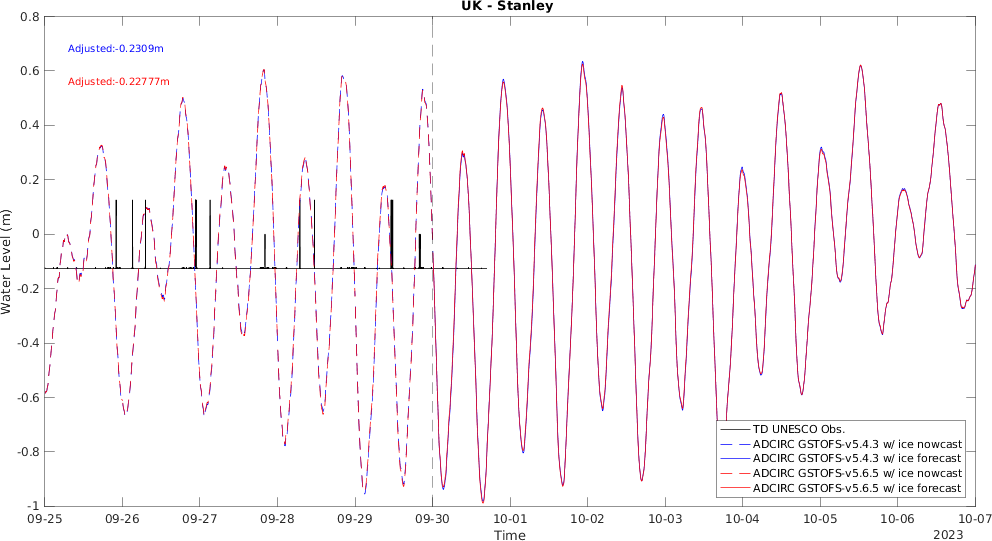 UK - Stanley
Adjusted:-0.2309m
Adjusted:-0.22777m
Water Level (m)
0.8
0.6
0.4
0.2
0
-0.2
-0.4
-0.6
-0.8
-1
TD UNESCO Obs.
ADCIRC GSTOFS-v5.4.3 w/ ice nowcast
ADCIRC GSTOFS-v5.4.3 w/ ice forecast
ADCIRC GSTOFS-v5.6.5 w/ ice nowcast
ADCIRC GSTOFS-v5.6.5 w/ ice forecast
09-25 09-26 09-27 09-28 09-29 09-30 10-01 10-02 10-03 10-04 10-05 10-06 10-07
Time
2023